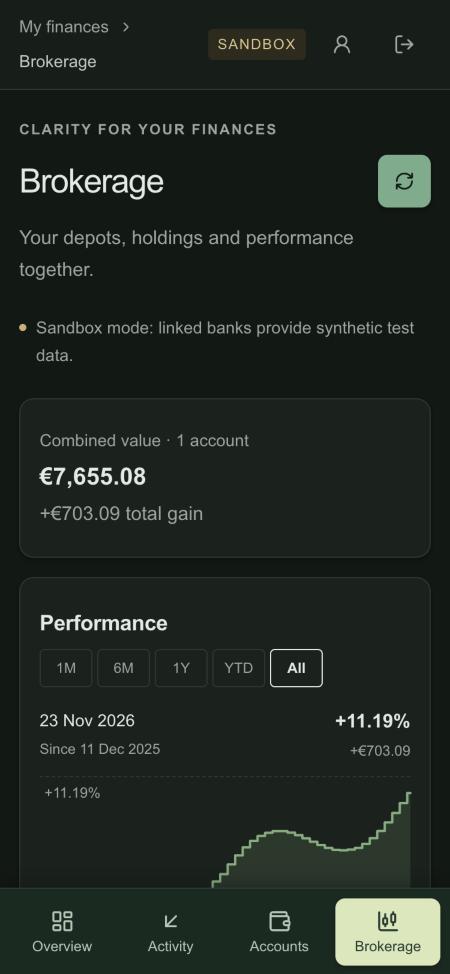 My finances
Brokerage
SANDBOX
CLARITY FOR YOUR FINANCES
Brokerage
Your depots, holdings and performance
together.
Sandbox mode: linked banks provide synthetic test
data.
Combined value · 1 account
€7,655.08
+€703.09 total gain
Performance
1M 6M 1Y YTD All
23 Nov 2026 +11.19%
Since 11 Dec 2025 +€703.09
+11.19%
Overview Activity Accounts Brokerage